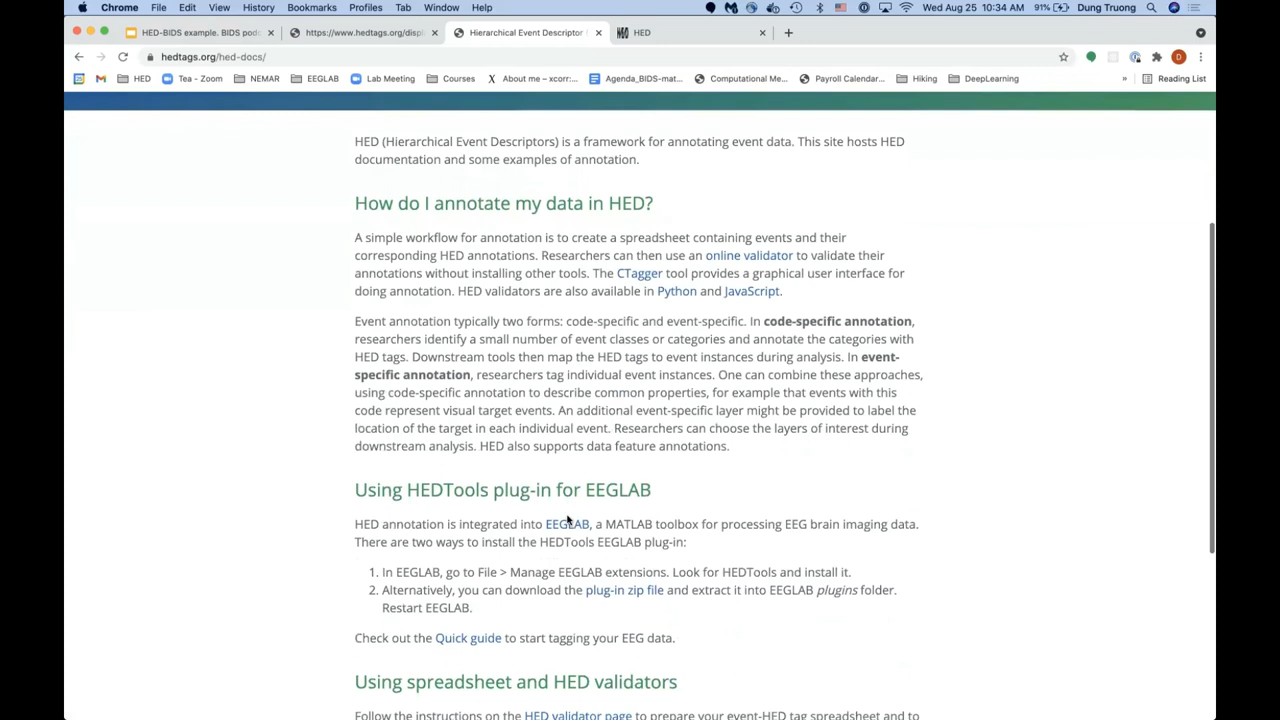 Chrome File Edit View History Bookmarks Profiles Tab Window Help Wed Aug 25 10:34 AM 91% Dung Truong
HED-BIDS example. BIDS pod https://www.hedtags.org/displ Hierarchical Event Descriptor HED
hedtags.org/hed-docs/
HED Tea - Zoom NEMAR EEGLAB Lab Meeting Courses About me – xcorr:... Agenda_BIDS-mat... Computational Me... Payroll Calendar... Hiking DeepLearning » Reading List
HED (Hierarchical Event Descriptors) is a framework for annotating event data. This site hosts HED
documentation and some examples of annotation.
How do I annotate my data in HED?
A simple workflow for annotation is to create a spreadsheet containing events and their
corresponding HED annotations. Researchers can then use an online validator to validate their
annotations without installing other tools. The CTagger tool provides a graphical user interface for
doing annotation. HED validators are also available in Python and JavaScript.
Event annotation typically two forms: code-specific and event-specific. In code-specific annotation,
researchers identify a small number of event classes or categories and annotate the categories with
HED tags. Downstream tools then map the HED tags to event instances during analysis. In event-
specific annotation, researchers tag individual event instances. One can combine these approaches,
using code-specific annotation to describe common properties, for example that events with this
code represent visual target events. An additional event-specific layer might be provided to label the
location of the target in each individual event. Researchers can choose the layers of interest during
downstream analysis. HED also supports data feature annotations.
Using HEDTools plug-in for EEGLAB
HED annotation is integrated into EEGLAB, a MATLAB toolbox for processing EEG brain imaging data.
There are two ways to install the HEDTools EEGLAB plug-in:
1. In EEGLAB, go to File > Manage EEGLAB extensions. Look for HEDTools and install it.
2. Alternatively, you can download the plug-in zip file and extract it into EEGLAB plugins folder.
Restart EEGLAB.
Check out the Quick guide to start tagging your EEG data.
Using spreadsheet and HED validators
Follow the instructions on the HED validator page to prepare your event-HED tag spreadsheet and to